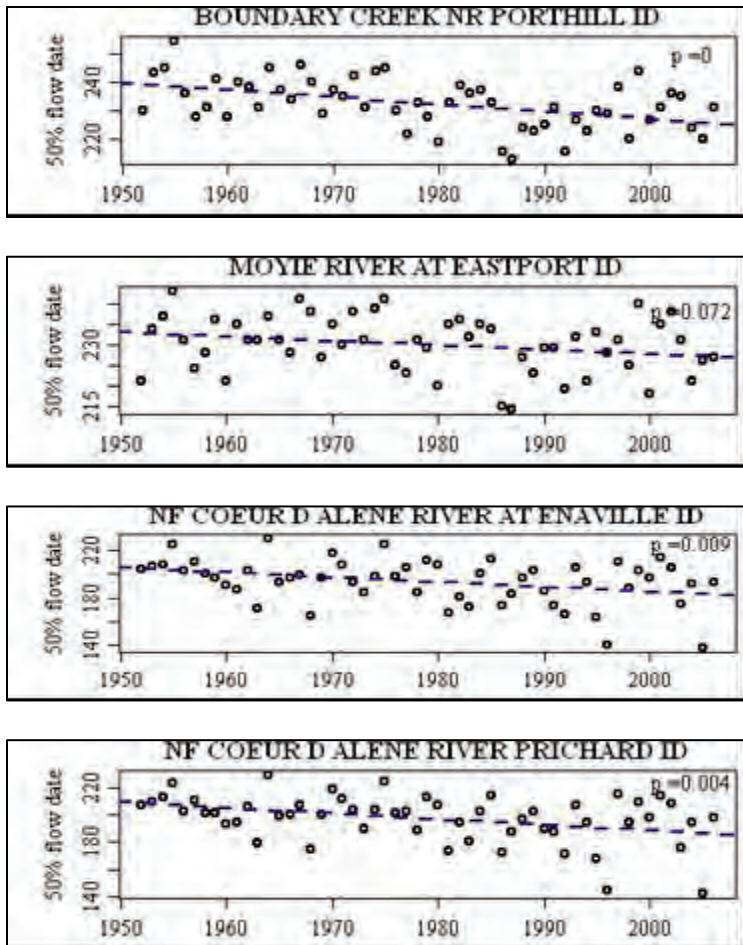 BOUNDARY CREEK NR PORTHILL ID
p =0
50% flow date
240
220
1950 1960 1970 1980 1990 2000
MOYIE RIVER AT EASTPORT ID
p =0.072
50% flow date
230
215
1950 1960 1970 1980 1990 2000
NF COEUR D ALENE RIVER AT ENAVILLE ID
p =0.009
50% flow date
220
180
140
1950 1960 1970 1980 1990 2000
NF COEUR D ALENE RIVER PRICHARD ID
p =0.004
50% flow date
220
180
140
1950 1960 1970 1980 1990 2000